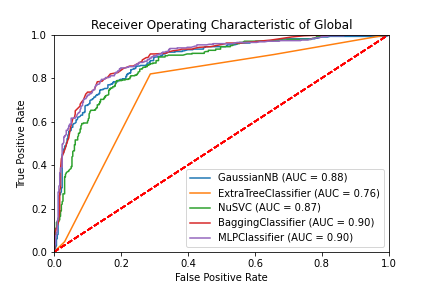 Receiver Operating Characteristic of Global
1.0
0.8
0.6
0.4
0.2
0.0
True Positive Rate
GaussianNB (AUC = 0.88)
ExtraTreeClassifier (AUC = 0.76)
NuSVC (AUC = 0.87)
BaggingClassifier (AUC = 0.90)
MLPClassifier (AUC = 0.90)
0.0 0.2 0.4 0.6 0.8 1.0
False Positive Rate